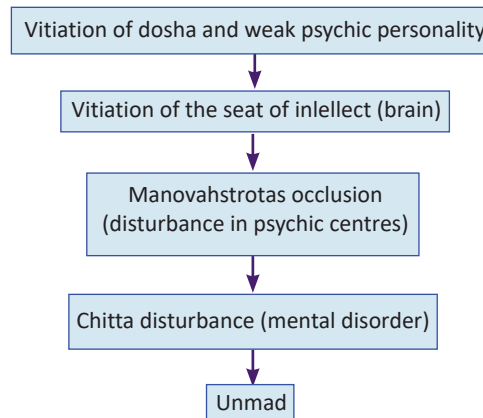 Vitiation of dosha and weak psychic personality
Vitiation of the seat of inlellect (brain)
Manovahstrotas occlusion
(disturbance in psychic centres)
Chitta disturbance (mental disorder)
Unmad